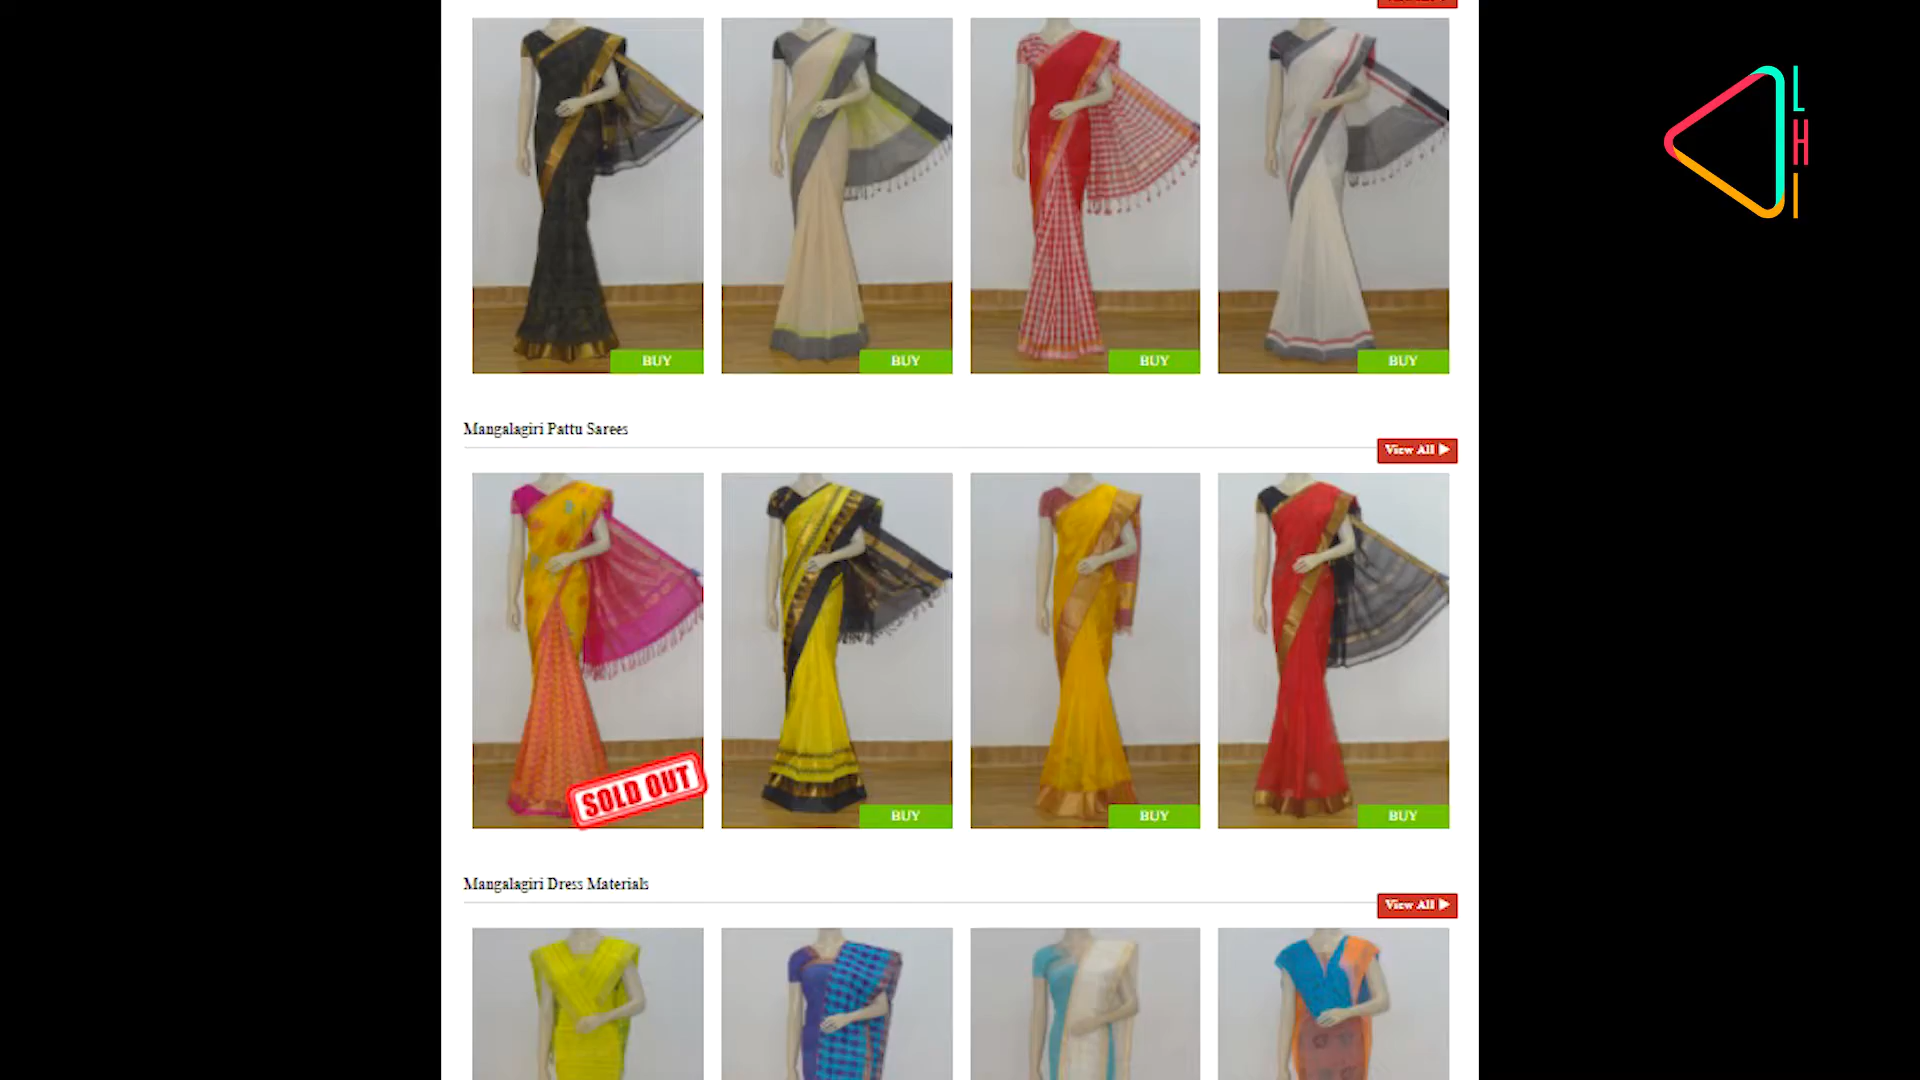 BUY BUY BUY BUY
Mangalagiri Pattu Sarees
View All
SOLD OUT
BUY BUY BUY
Mangalagiri Dress Materials
View All
LHI